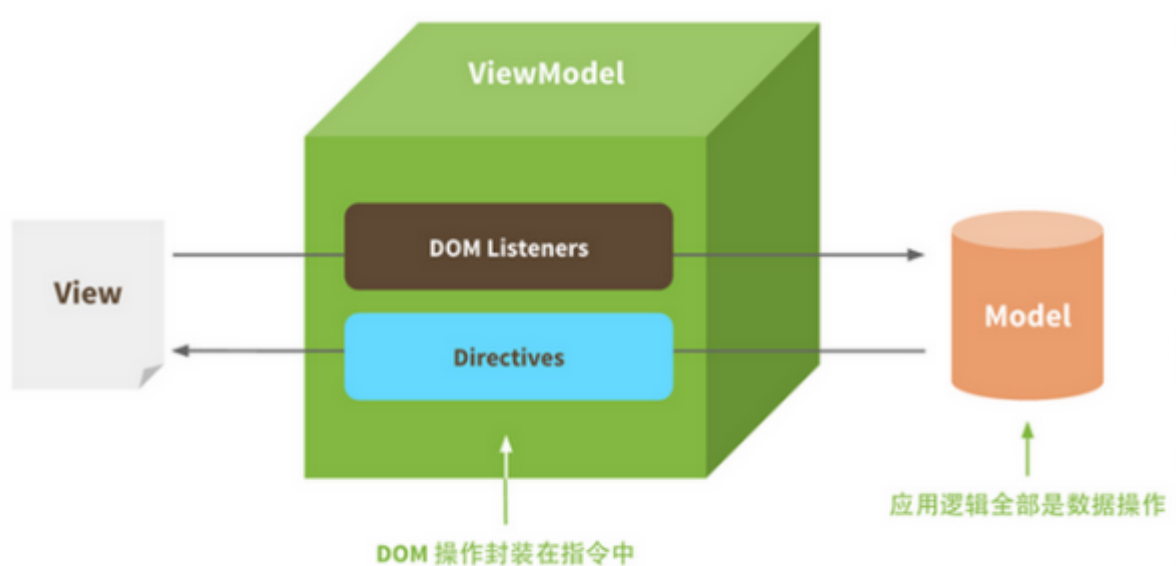 ViewModel
DOM Listeners
View
Model
Directives
应用逻辑全部是数据操作
DOM 操作封装在指令中